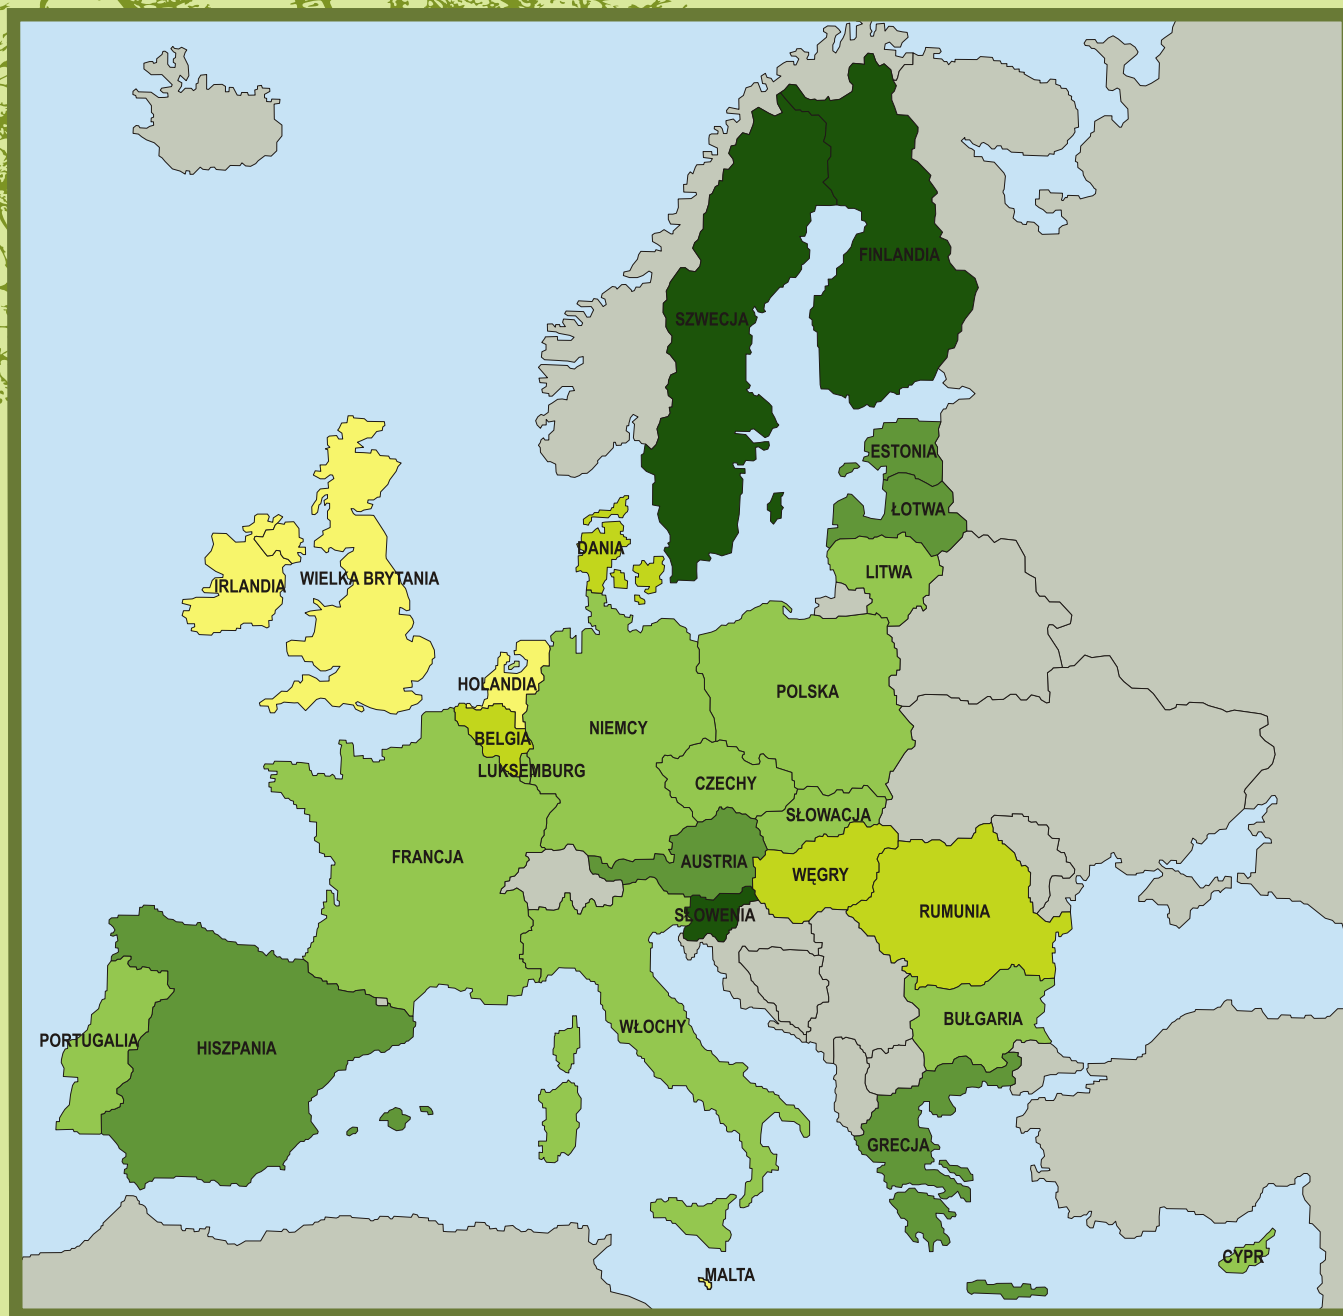 FINLANDIA
SZWECJA
ESTONIA
ŁOTWA
DANIA
LITWA
IRLANDIA
WIELKA BRYTANIA
HOLANDIA
POLSKA
NIEMCY
BELGIA
LUKSEMBURG
CZECHY
SŁOWACJA
FRANCJA
AUSTRIA
WĘGRY
SŁOWENIA
RUMUNIA
BUŁGARIA
WŁOCHY
PORTUGALIA
HISZPANIA
GRECJA
CYPR
MALTA